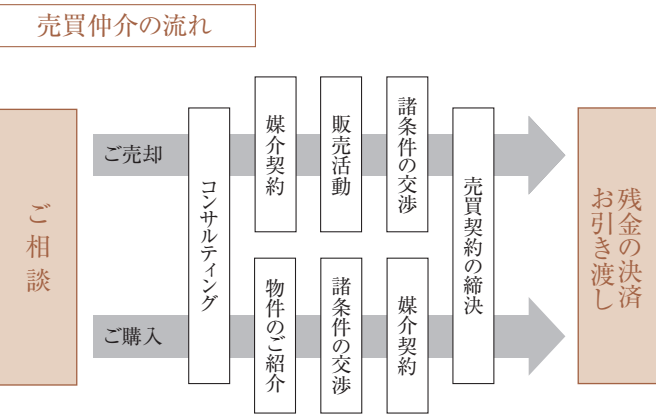 売買仲介の流れ
ご相談
ご売却
ご購入
コンサルティング
媒介契約
販売活動
諸条件の交渉
物件のご紹介
諸条件の交渉
媒介契約
売買契約の締決
残金の決済
お引き渡し